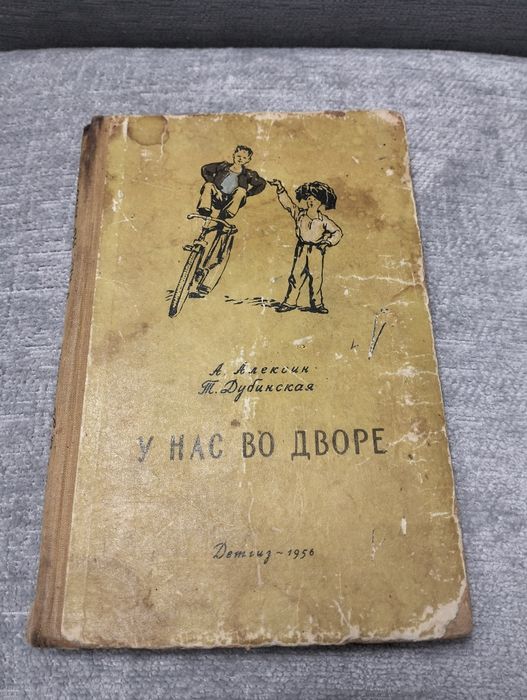 А. Алексин
Т. Дубинская
У НАС ВО ДВОРЕ
Детгиз ~ 1956